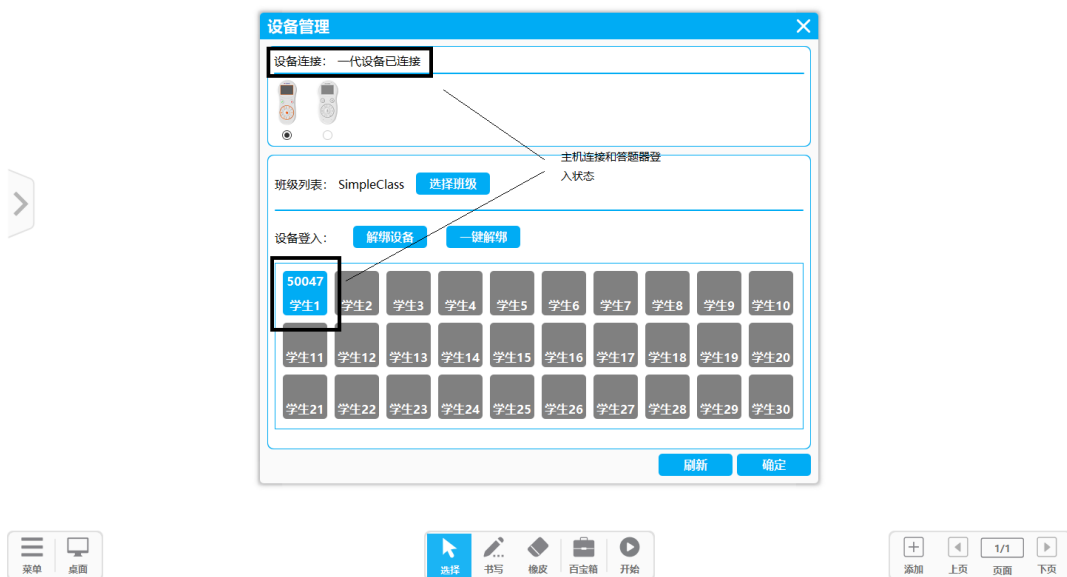 设备管理
设备连接： 一代设备已连接
主机连接和答题器登
入状态
班级列表： SimpleClass 选择班级
设备登入： 解绑设备 一键解绑
50047
学生1 学生2 学生3 学生4 学生5 学生6 学生7 学生8 学生9 学生10
学生11 学生12 学生13 学生14 学生15 学生16 学生17 学生18 学生19 学生20
学生21 学生22 学生23 学生24 学生25 学生26 学生27 学生28 学生29 学生30
刷新 确定
1/1
菜单 桌面 选择 书写 橡皮 百宝箱 开始 添加 上页 页面 下页